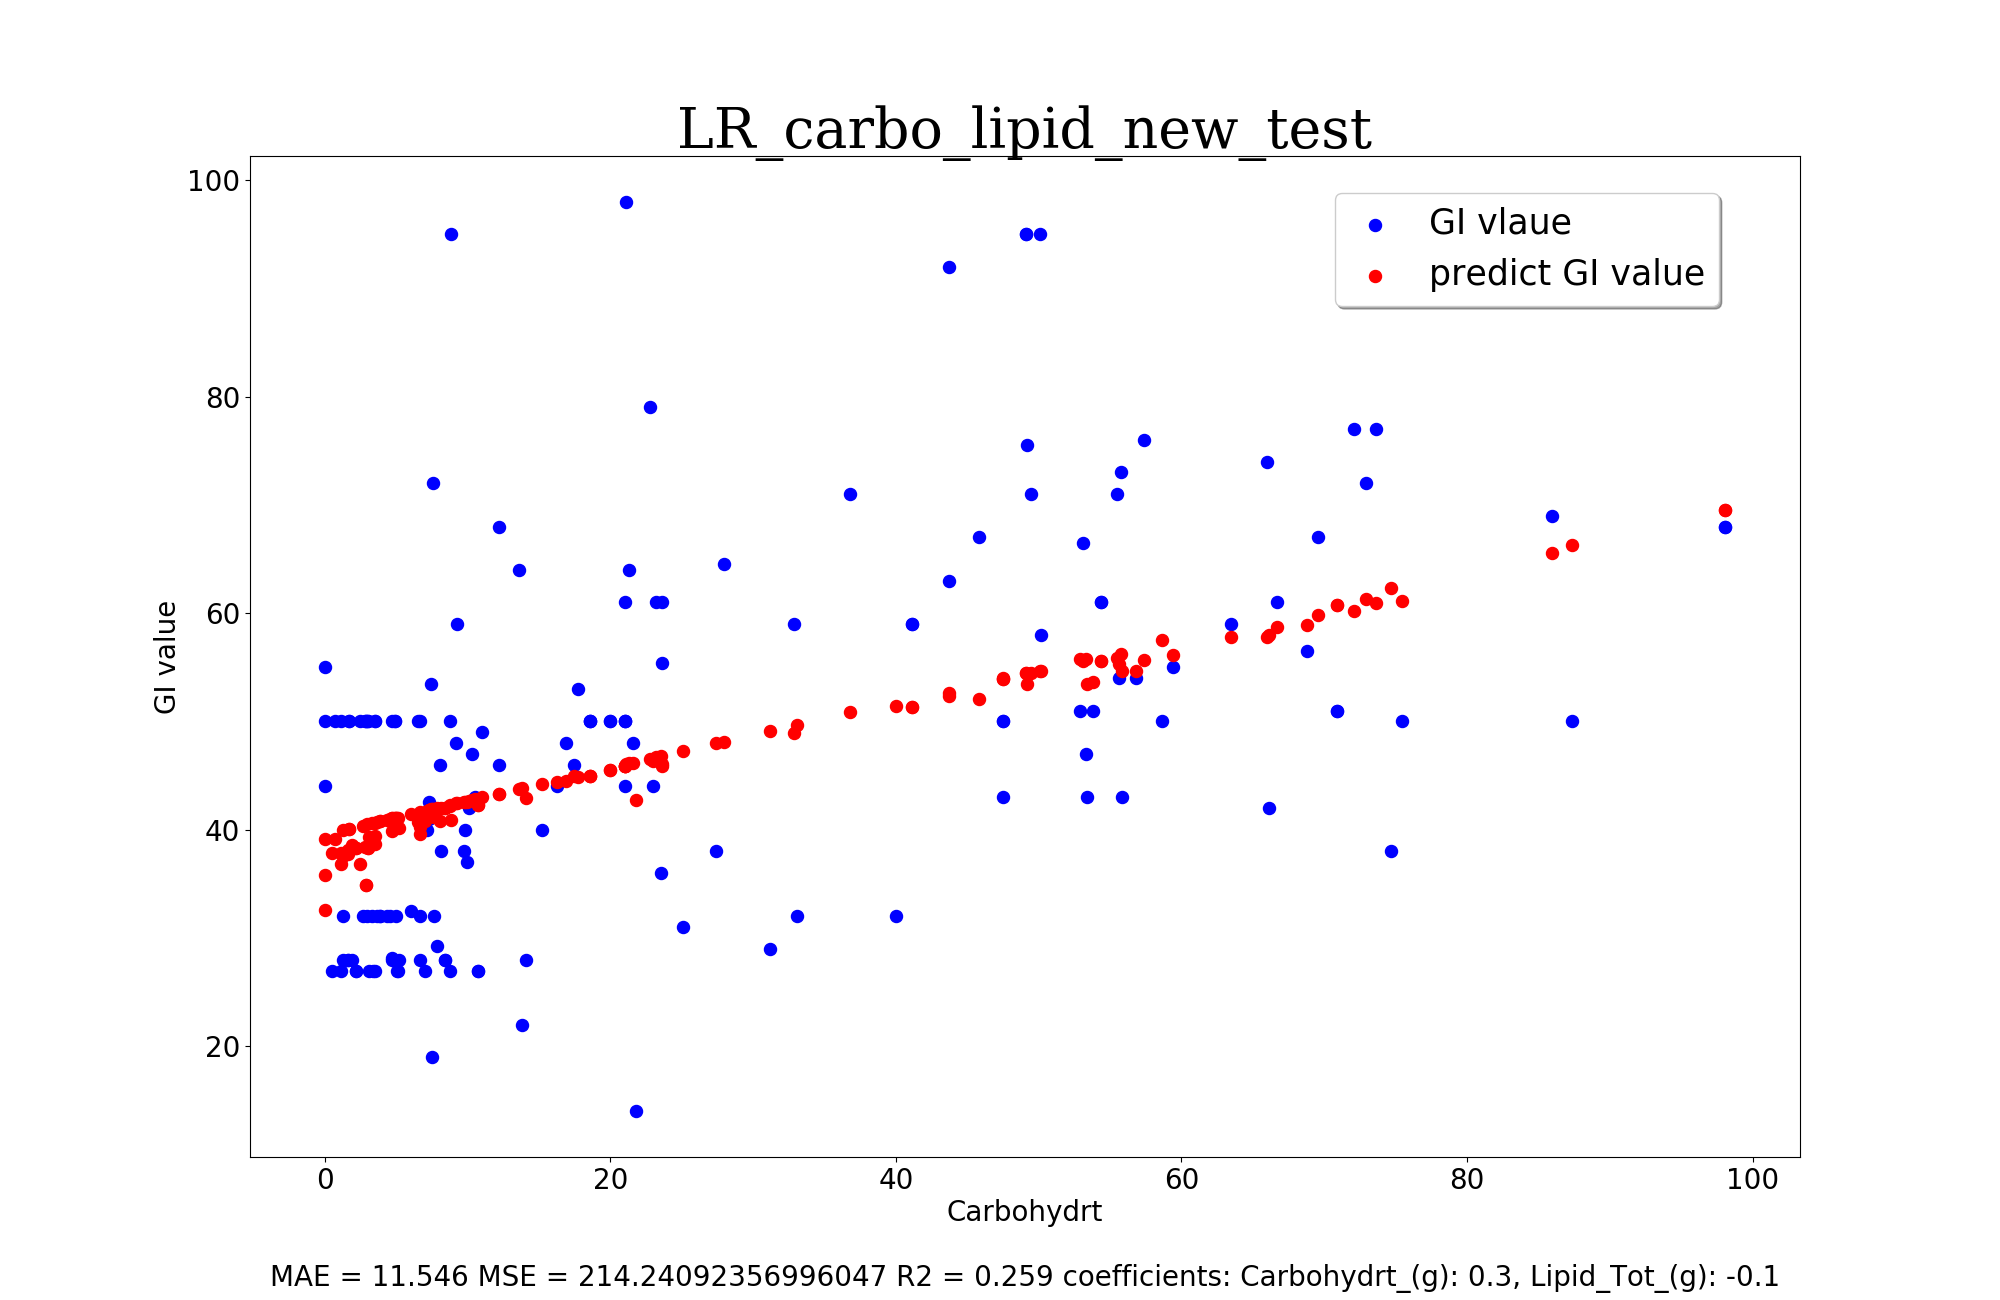 LR_carbo_lipid_new_test
GI vlaue
predict GI value
GI value
100
80
60
40
20
0 20 40 60 80 100
Carbohydrt
MAE = 11.546 MSE = 214.24092356996047 R2 = 0.259 coefficients: Carbohydrt_(g): 0.3, Lipid_Tot_(g): -0.1